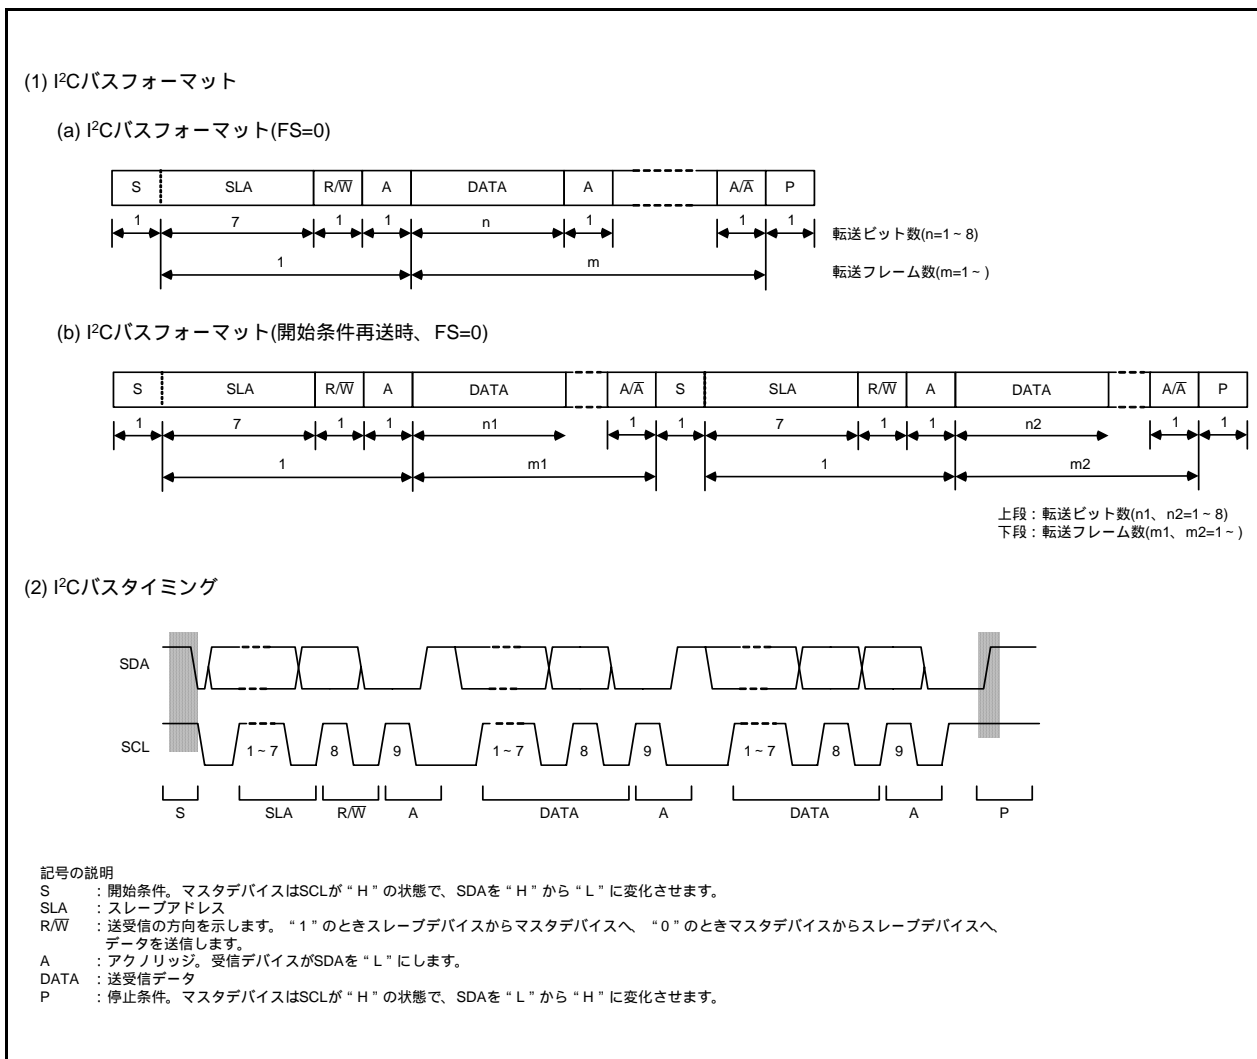 (1) I²Cバスフォーマット
(a) I²Cバスフォーマット(FS=0)
S SLA R/W̅ A DATA A A/A̅ P
1 7 1 1 n 1 1 1
転送ビット数(n=1~8)
1 m
転送フレーム数(m=1~ )
(b) I²Cバスフォーマット(開始条件再送時、FS=0)
S SLA R/W̅ A DATA A/A̅ S SLA R/W̅ A DATA A/A̅ P
1 7 1 1 n1 1 1 7 1 1 n2 1 1
1 m1 1 m2
上段:転送ビット数(n1、n2=1~8)
下段:転送フレーム数(m1、m2=1~ )
(2) I²Cバスタイミング
SDA
SCL 1~7 8 9 1~7 8 9 1~7 8 9
S SLA R/W̅ A DATA A DATA A P
記号の説明
S :開始条件。マスタデバイスはSCLが“H”の状態で、SDAを“H”から“L”に変化させます。
SLA :スレーブアドレス
R/W̅ :送受信の方向を示します。“1”のときスレーブデバイスからマスタデバイスへ、“0”のときマスタデバイスからスレーブデバイスへ、
データを送信します。
A :アクノリッジ。受信デバイスがSDAを“L”にします。
DATA :送受信データ
P :停止条件。マスタデバイスはSCLが“H”の状態で、SDAを“L”から“H”に変化させます。